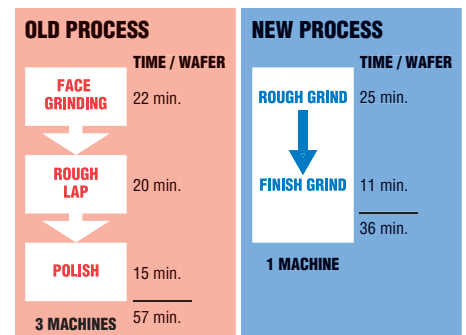 OLD PROCESS
TIME / WAFER
FACE
GRINDING
22 min.
ROUGH
LAP
20 min.
POLISH
15 min.
3 MACHINES
57 min.
NEW PROCESS
TIME / WAFER
ROUGH GRIND
25 min.
FINISH GRIND
11 min.
36 min.
1 MACHINE